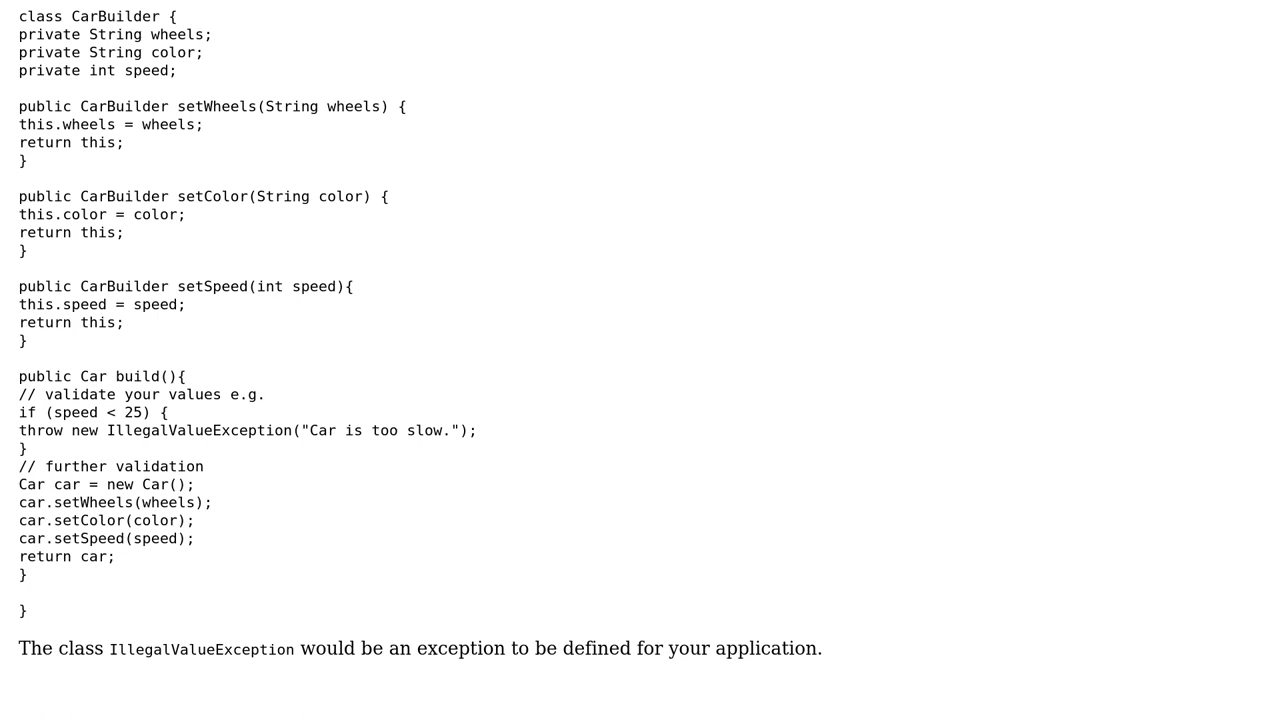 class CarBuilder {
private String wheels;
private String color;
private int speed;

public CarBuilder setWheels(String wheels) {
this.wheels = wheels;
return this;
}

public CarBuilder setColor(String color) {
this.color = color;
return this;
}

public CarBuilder setSpeed(int speed){
this.speed = speed;
return this;
}

public Car build(){
// validate your values e.g.
if (speed < 25) {
throw new IllegalValueException("Car is too slow.");
}
// further validation
Car car = new Car();
car.setWheels(wheels);
car.setColor(color);
car.setSpeed(speed);
return car;
}

}
The class IllegalValueException would be an exception to be defined for your application.